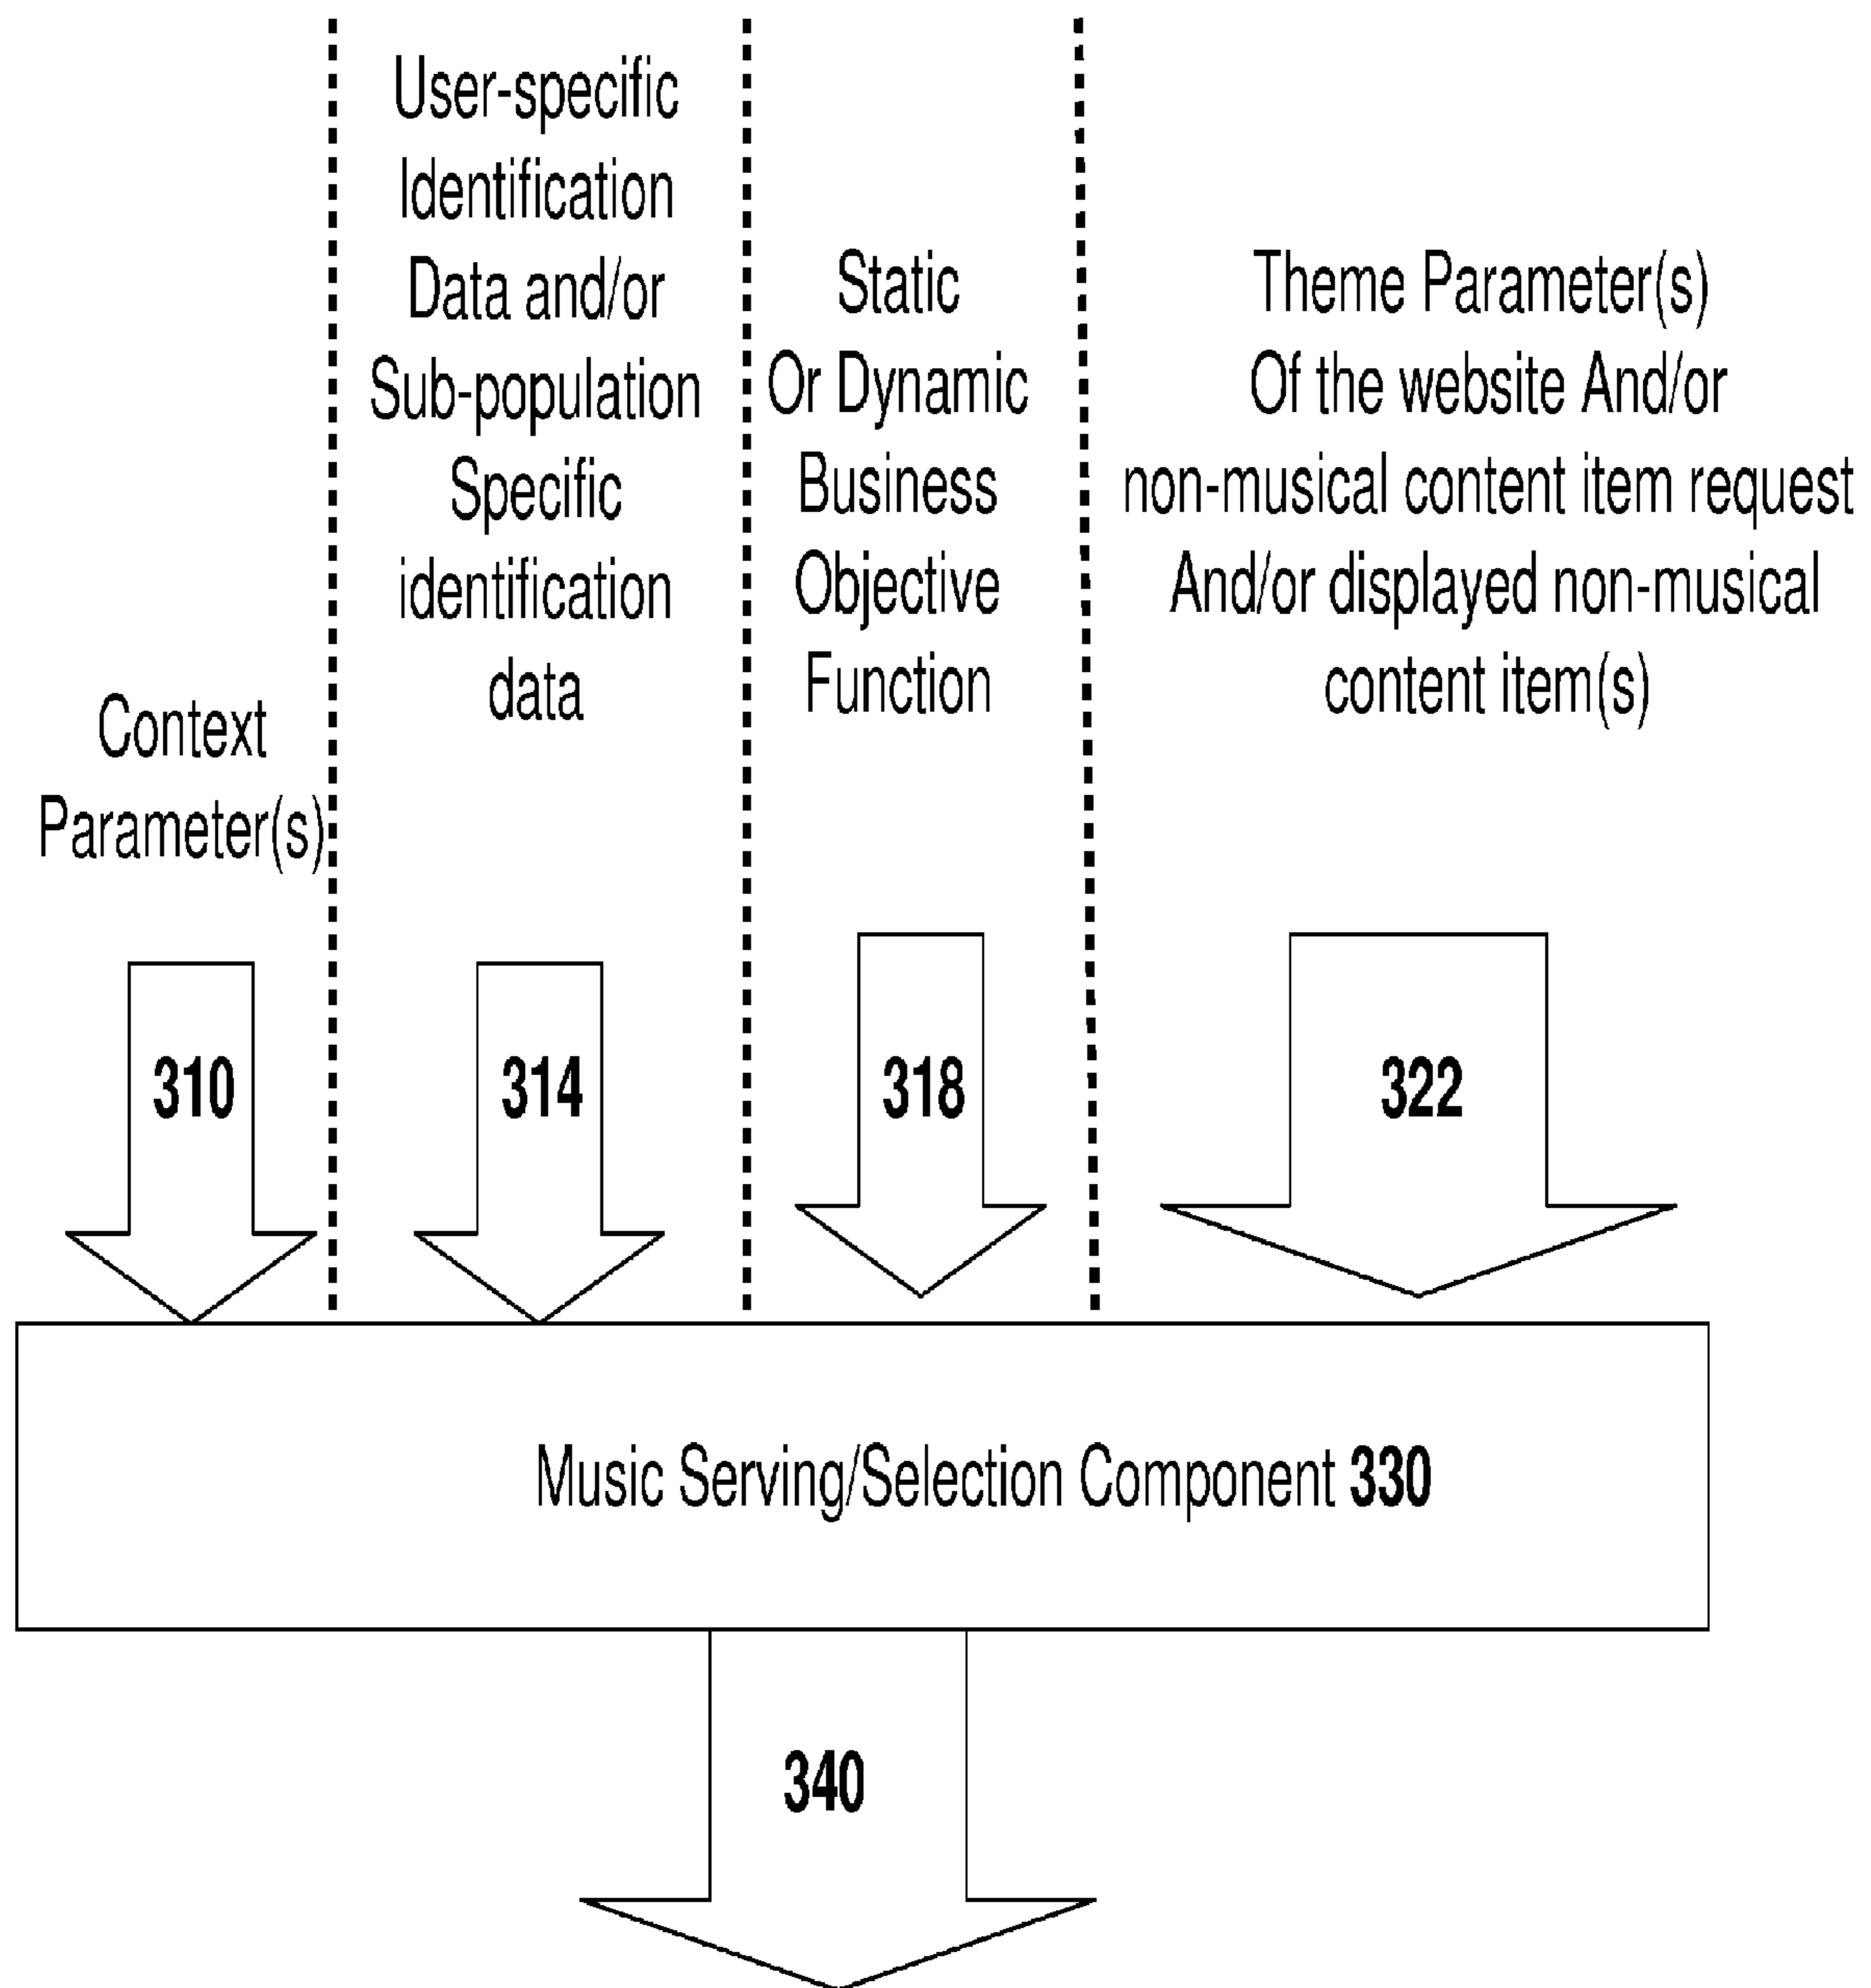 Context
Parameter(s)
User-specific
Identification
Data and/or
Sub-population
Specific
identification
data
Static
Or Dynamic
Business
Objective
Function
Theme Parameter(s)
Of the website And/or
non-musical content item request
And/or displayed non-musical
content item(s)
310
314
318
322
Music Serving/Selection Component 330
340